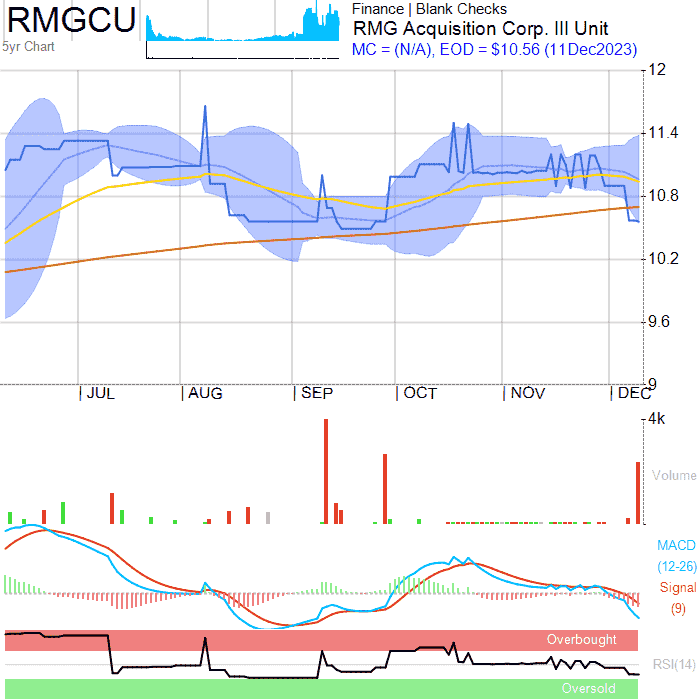 RMGCU
5yr Chart
Finance | Blank Checks
RMG Acquisition Corp. III Unit
MC = (N/A), EOD = $10.56 (11Dec2023)
12
11.4
10.8
10.2
9.6
9
| JUL
| AUG
| SEP
| OCT
| NOV
| DEC
4k
Volume
MACD
(12-26)
Signal
(9)
Overbought
RSI(14)
Oversold